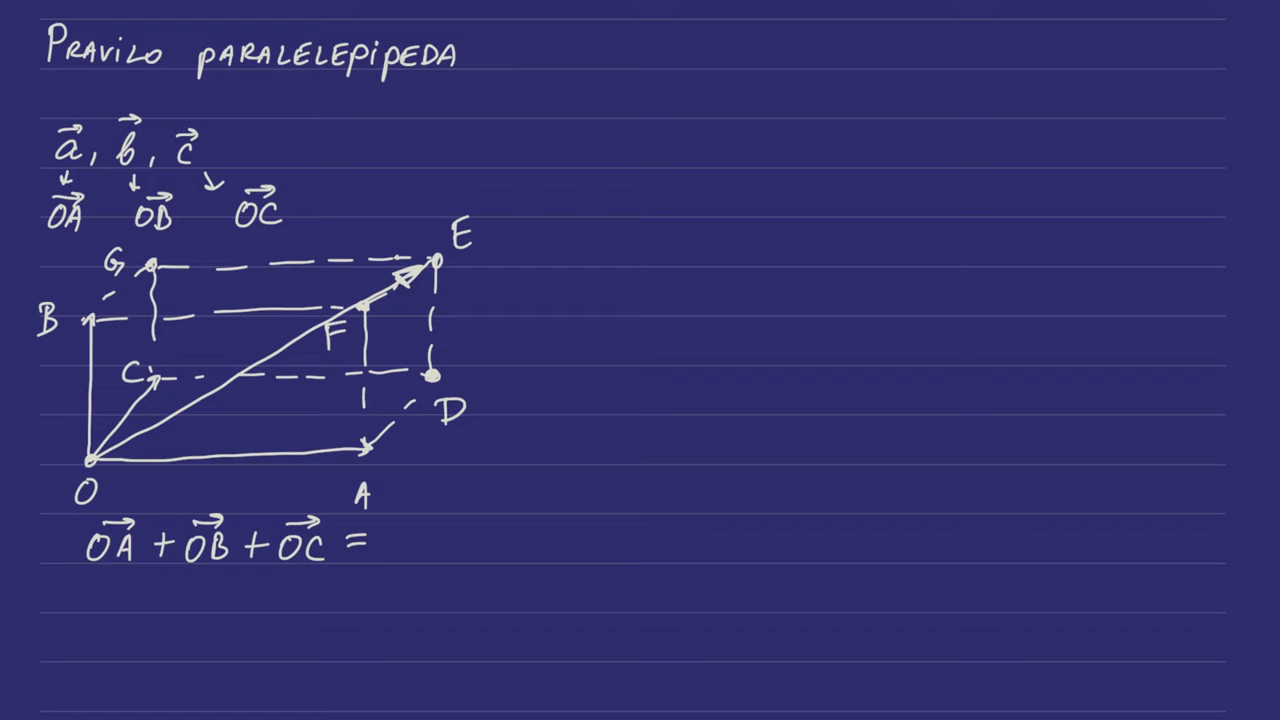 PRAVILO PARALELEPIPEDA
a⃗, b⃗, c⃗
OA⃗ OB⃗ OC⃗
E
G
B
F
C
D
O
A
OA⃗ + OB⃗ + OC⃗ =